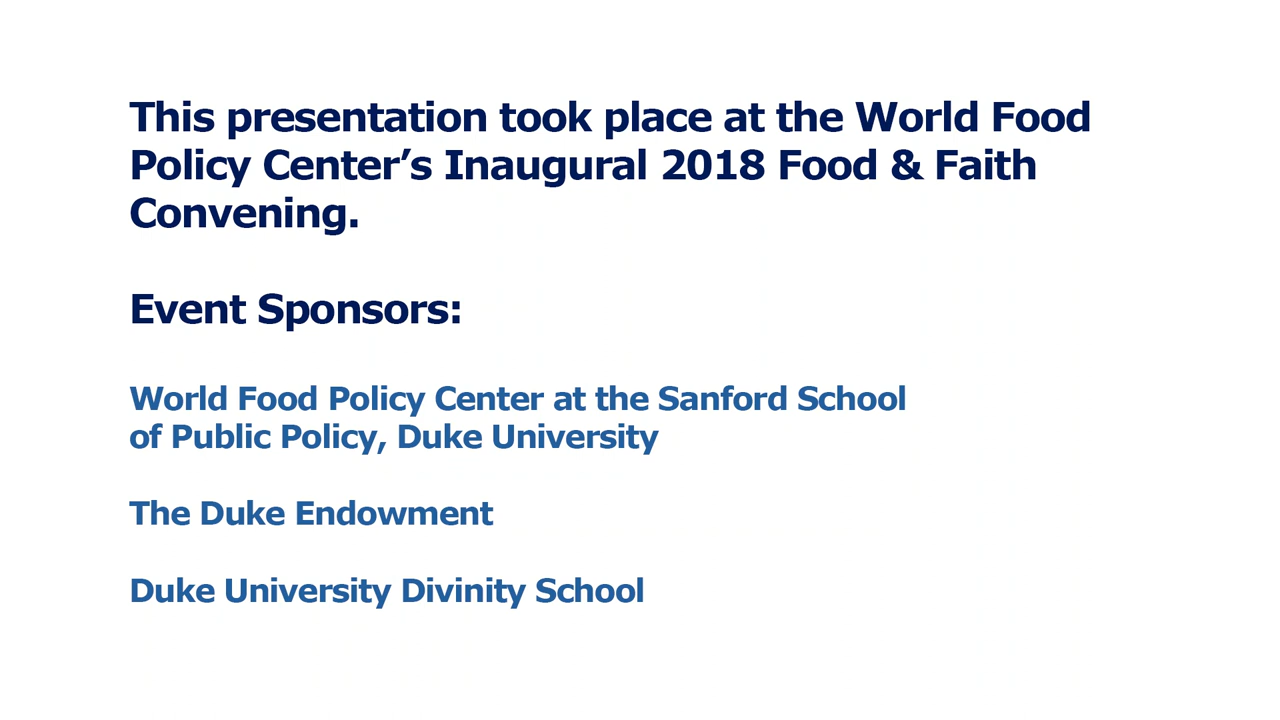 This presentation took place at the World Food
Policy Center’s Inaugural 2018 Food & Faith
Convening.
Event Sponsors:
World Food Policy Center at the Sanford School
of Public Policy, Duke University
The Duke Endowment
Duke University Divinity School